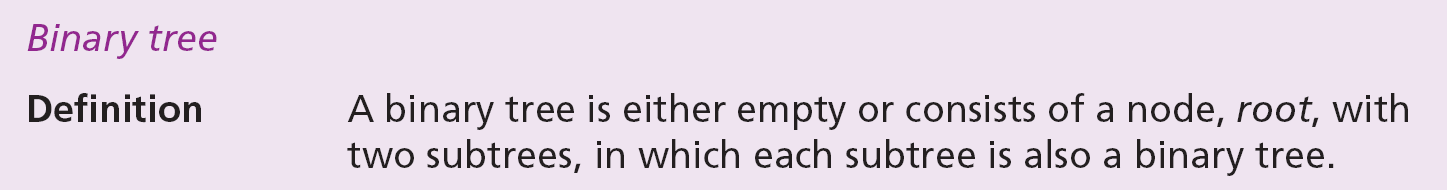 Binary tree
Definition A binary tree is either empty or consists of a node, root, with
two subtrees, in which each subtree is also a binary tree.